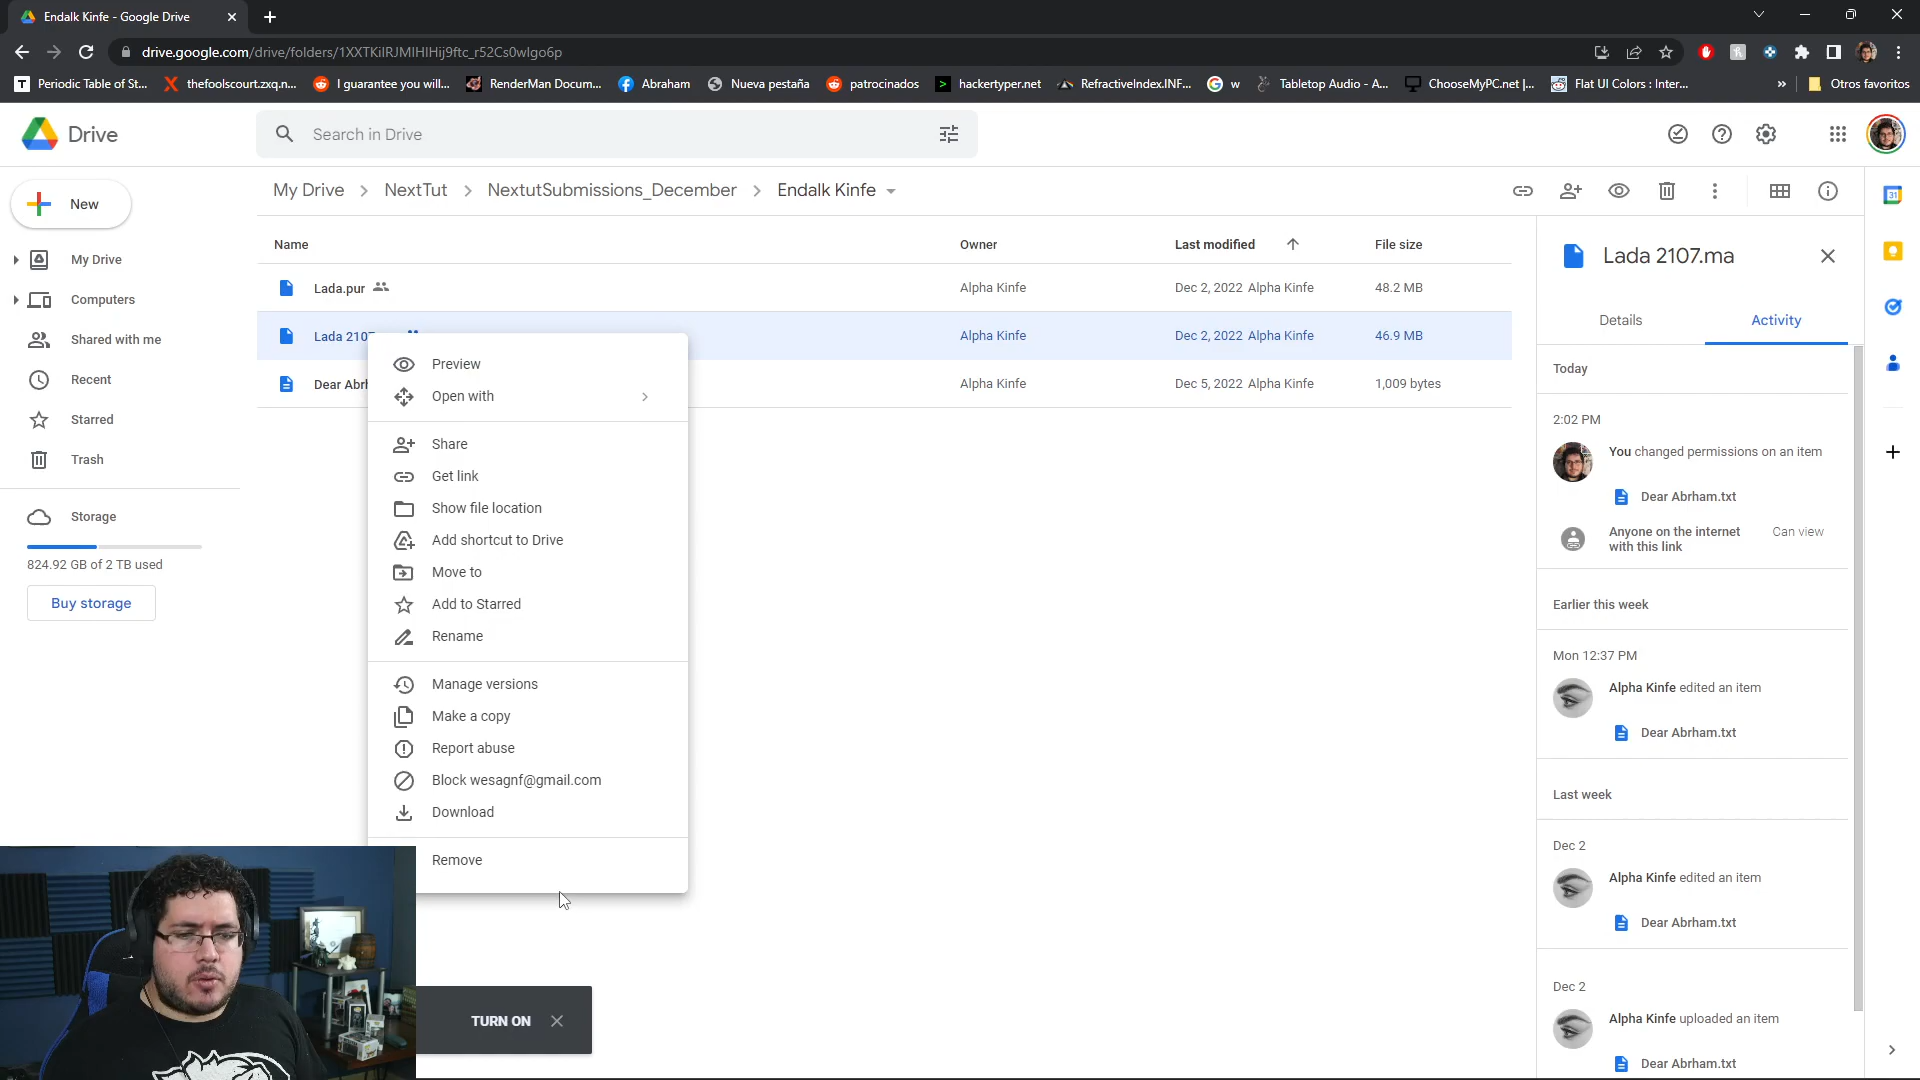 Endalk Kinfe - Google Drive
drive.google.com/drive/folders/1XXTKiIRJMIHIHij9ftc_r52Cs0wIgo6p
Periodic Table of St...
thefoolscourt.zxq.n...
I guarantee you will...
RenderMan Docum...
Abraham
Nueva pestaña
patrocinados
hackertyper.net
RefractiveIndex.INF...
w
Tabletop Audio - A...
ChooseMyPC.net |...
Flat UI Colors : Inter...
»
Otros favoritos
Drive
Search in Drive
New
My Drive
Computers
Shared with me
Recent
Starred
Trash
Storage
824.92 GB of 2 TB used
Buy storage
My Drive > NextTut > NextutSubmissions_December > Endalk Kinfe
Name Owner Last modified File size
Lada.pur Alpha Kinfe Dec 2, 2022 Alpha Kinfe 48.2 MB
Lada 2107 Alpha Kinfe Dec 2, 2022 Alpha Kinfe 46.9 MB
Dear Abrh Alpha Kinfe Dec 5, 2022 Alpha Kinfe 1,009 bytes
Preview
Open with
Share
Get link
Show file location
Add shortcut to Drive
Move to
Add to Starred
Rename
Manage versions
Make a copy
Report abuse
Block wesagnf@gmail.com
Download
Remove
TURN ON
Lada 2107.ma
Details Activity
Today
2:02 PM
You changed permissions on an item
Dear Abrham.txt
Anyone on the internet Can view
with this link
Earlier this week
Mon 12:37 PM
Alpha Kinfe edited an item
Dear Abrham.txt
Last week
Dec 2
Alpha Kinfe edited an item
Dear Abrham.txt
Dec 2
Alpha Kinfe uploaded an item
Dear Abrham.txt
31